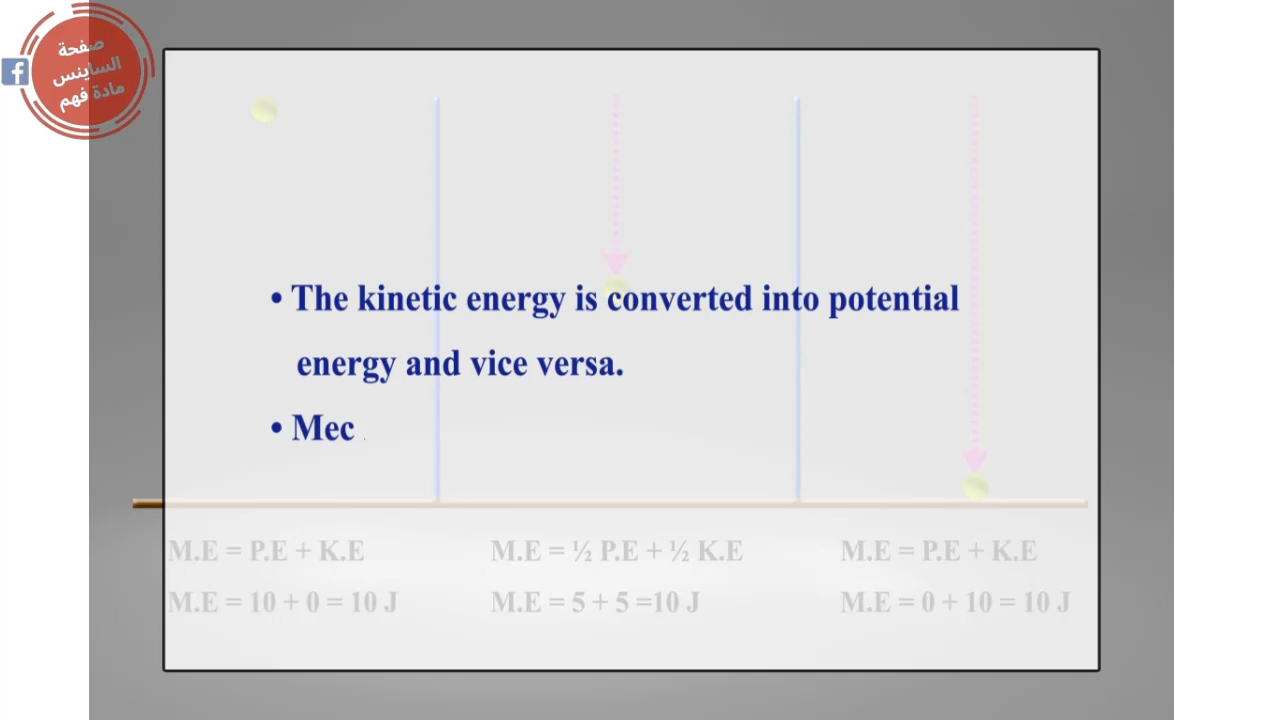 صفحة
الساينس
مادة فهم
• The kinetic energy is converted into potential
energy and vice versa.
• Mec
M.E = P.E + K.E
M.E = 10 + 0 = 10 J
M.E = ½ P.E + ½ K.E
M.E = 5 + 5 =10 J
M.E = P.E + K.E
M.E = 0 + 10 = 10 J